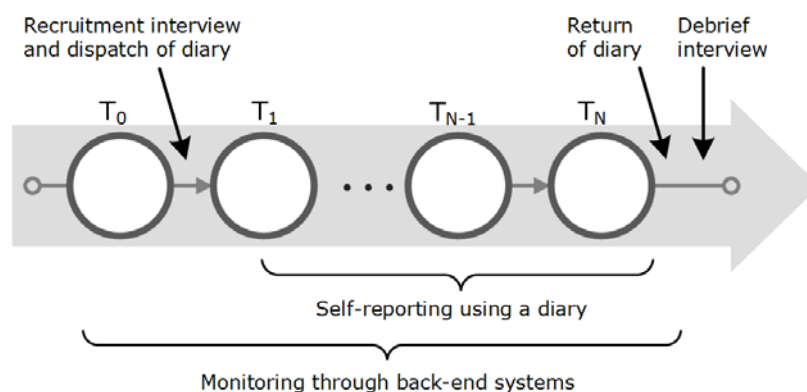 Recruitment interview
and dispatch of diary
Return
of diary
Debrief
interview
T0
T1
TN-1
TN
Self-reporting using a diary
Monitoring through back-end systems